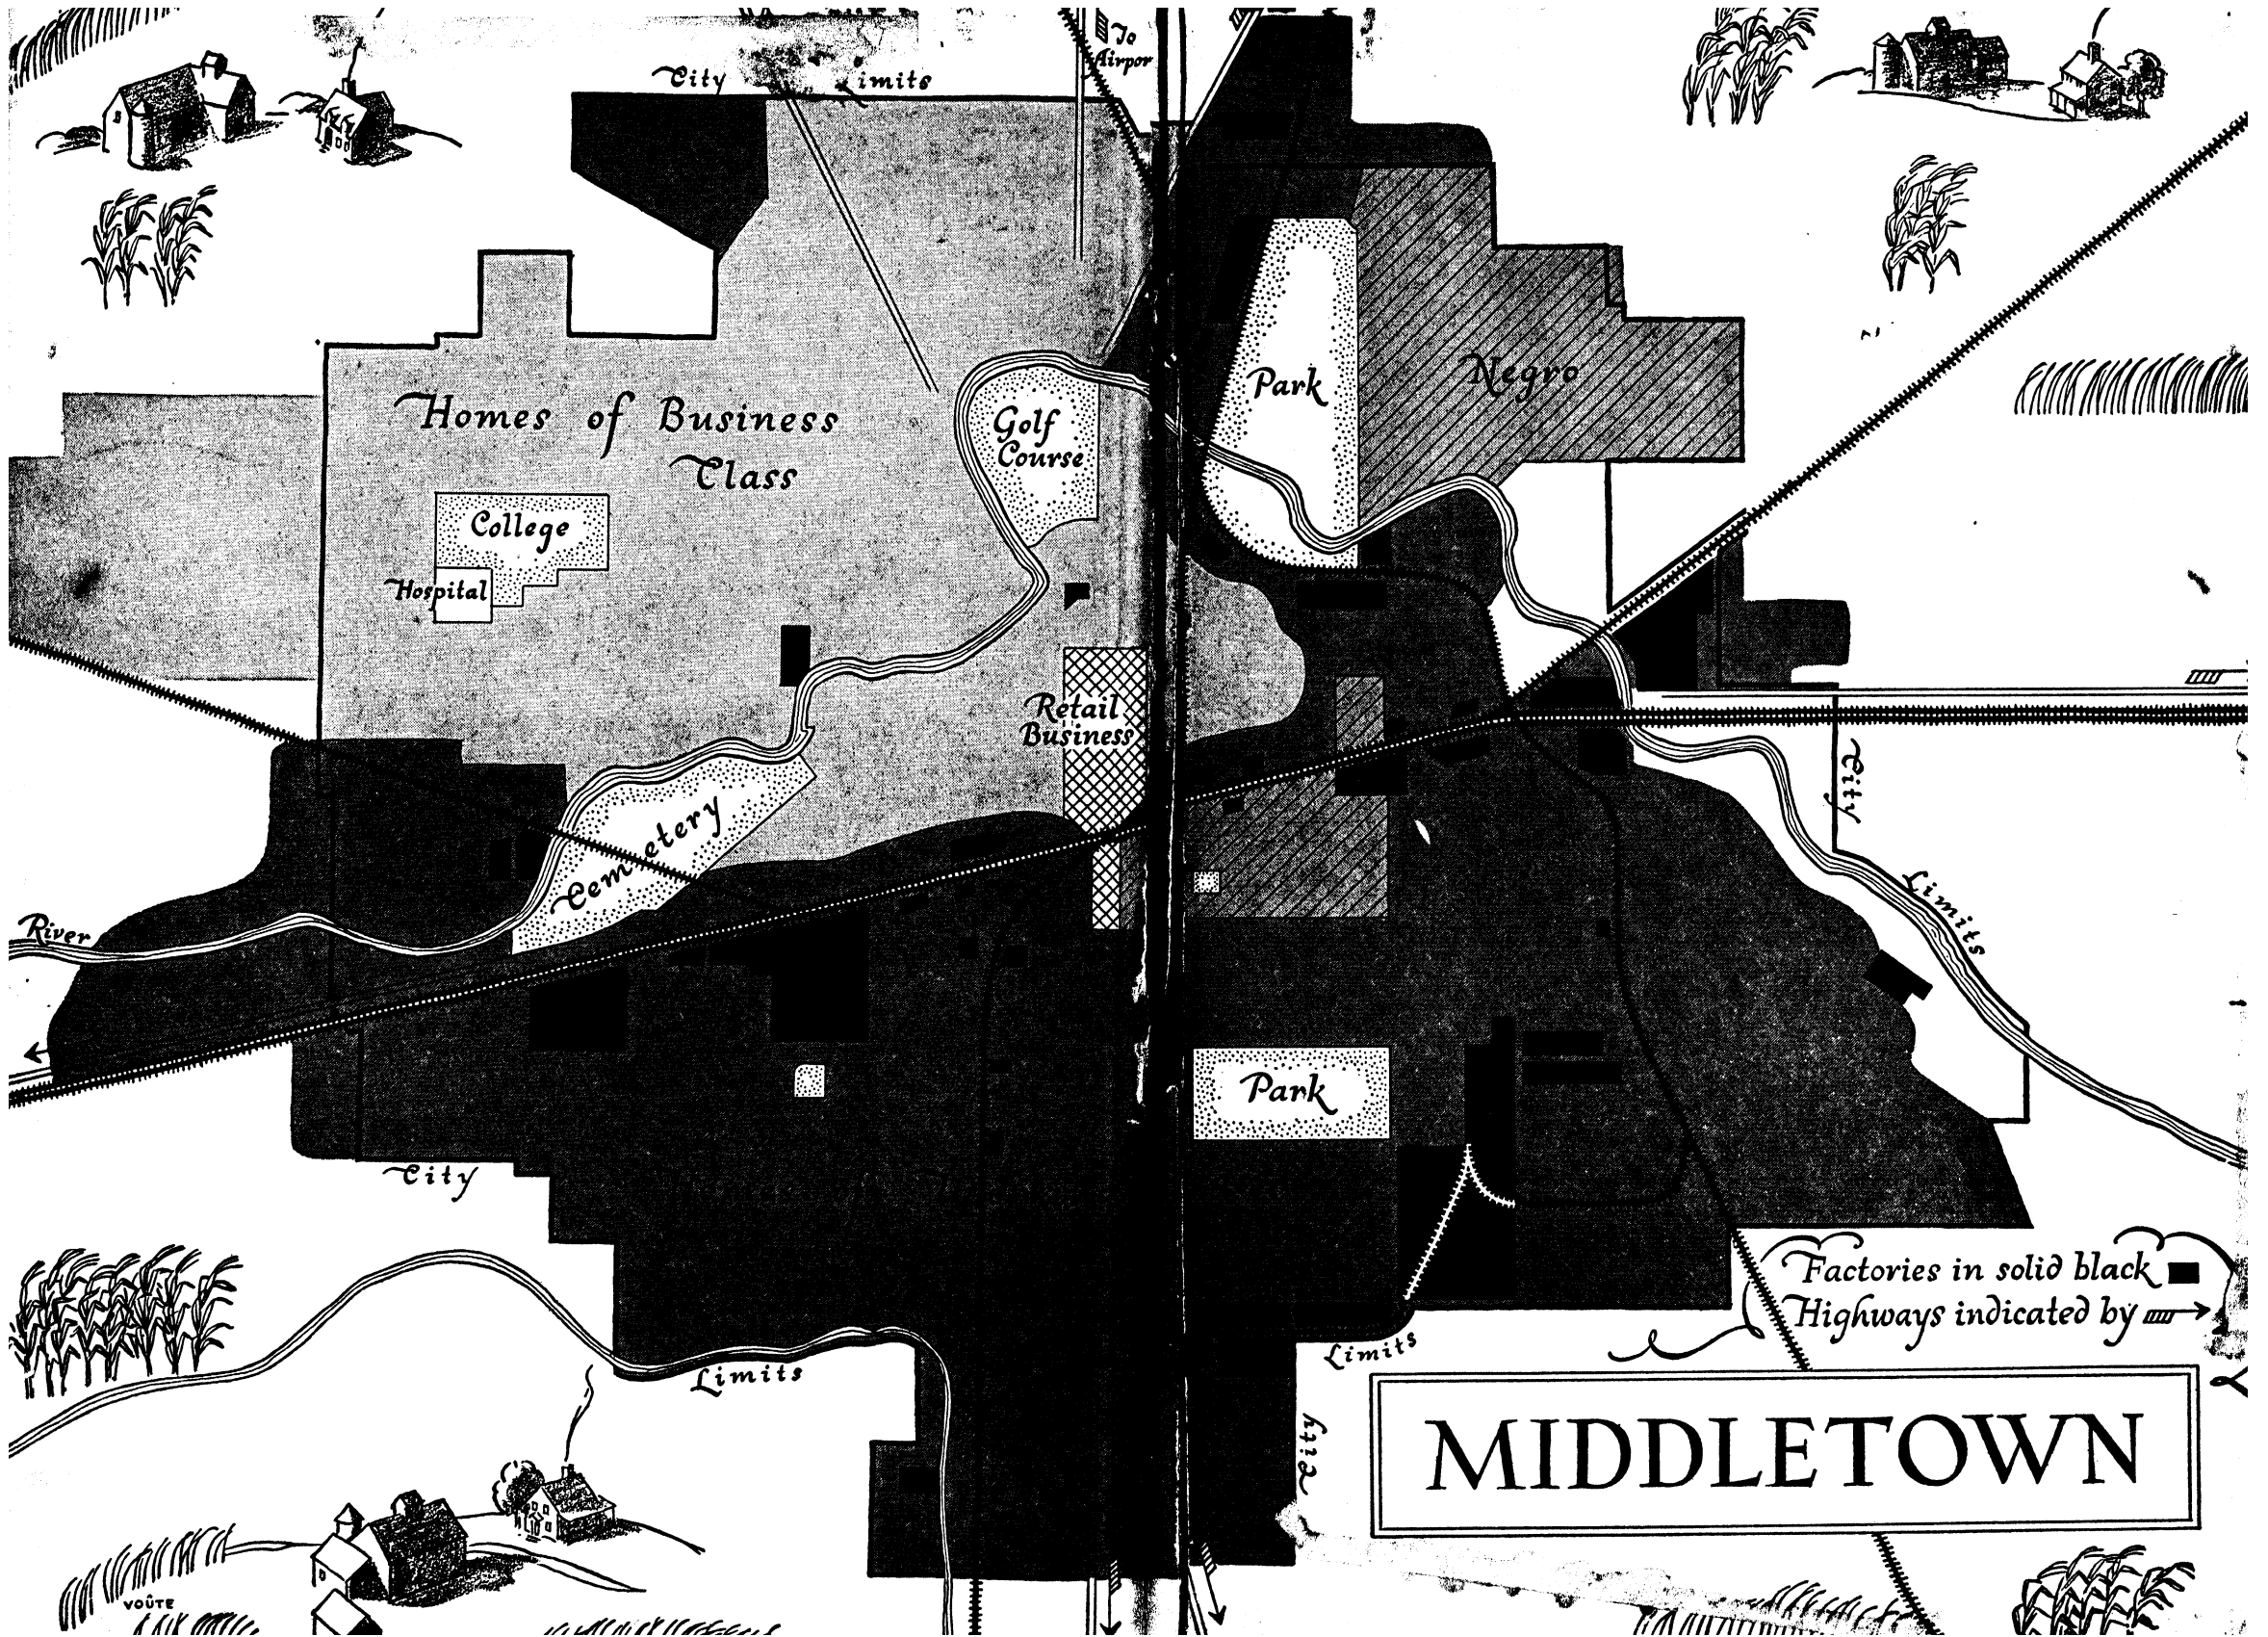 To
Airpor
City Limits
Homes of Business
Class
Golf
Course
Park
Negro
College
Hospital
Retail
Business
Cemetery
River
City
Limits
Park
City
Limits
Limits
City
Factories in solid black
Highways indicated by
MIDDLETOWN
VOÛTE